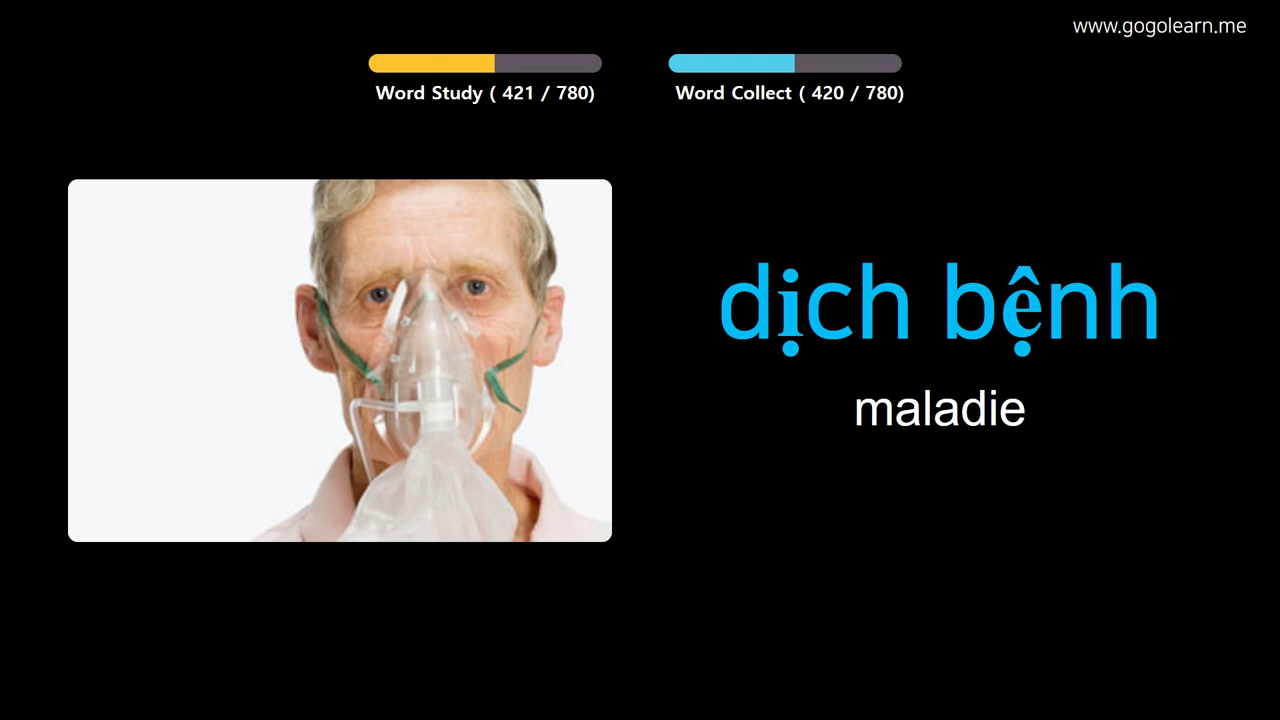 www.gogolearn.me
Word Study ( 421 / 780)
Word Collect ( 420 / 780)
dịch bệnh
maladie